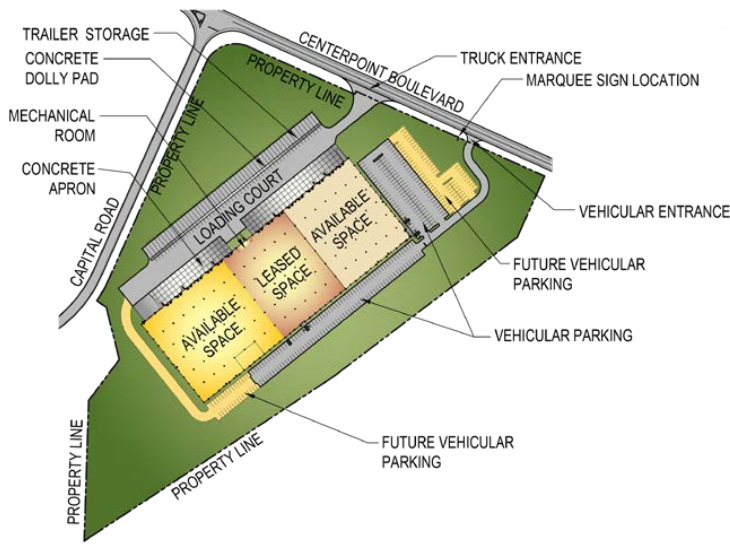 TRAILER STORAGE
CONCRETE
DOLLY PAD
MECHANICAL
ROOM
CONCRETE
APRON
CENTERPOINT BOULEVARD
TRUCK ENTRANCE
MARQUEE SIGN LOCATION
PROPERTY LINE
PROPERTY LINE
CAPITAL ROAD
LOADING COURT
AVAILABLE
SPACE
LEASED
SPACE
AVAILABLE
SPACE
VEHICULAR ENTRANCE
FUTURE VEHICULAR
PARKING
VEHICULAR PARKING
FUTURE VEHICULAR
PARKING
PROPERTY LINE
PROPERTY LINE